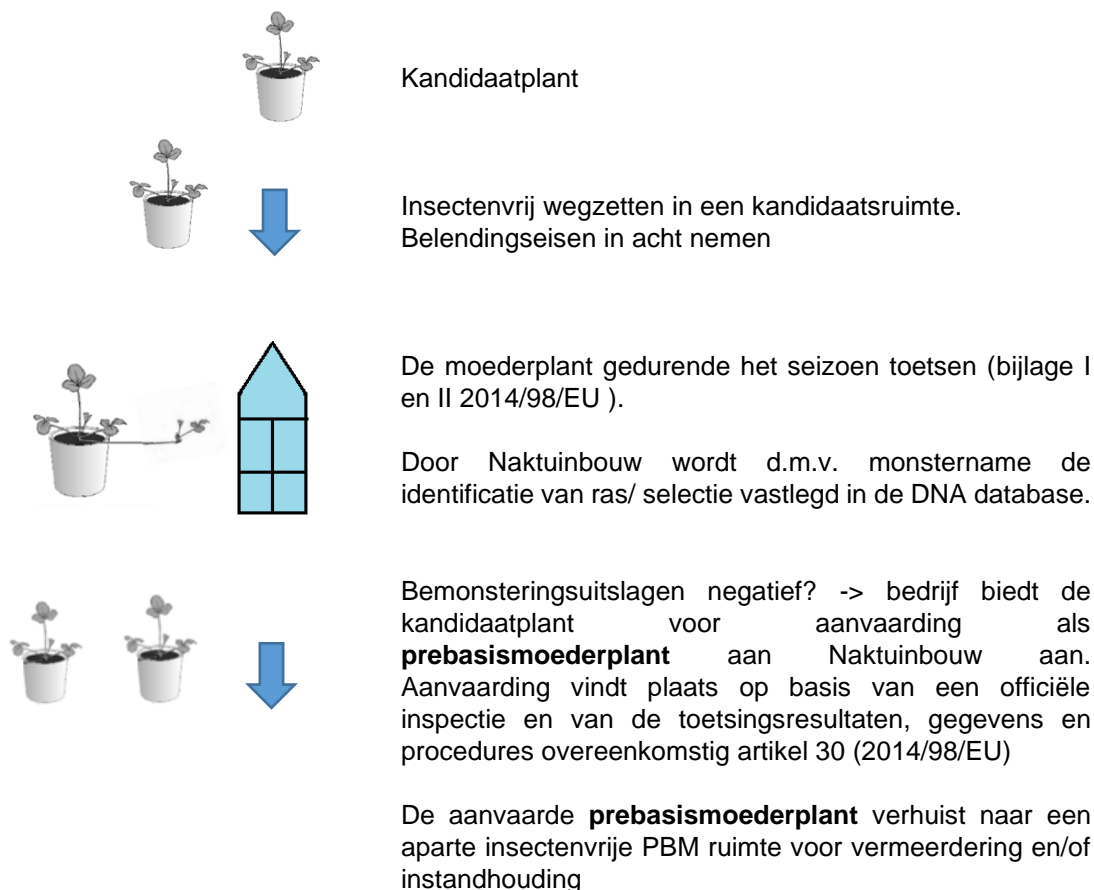 Kandidaatplant
Insectenvrij wegzetten in een kandidaatsruimte.
Belendingseisen in acht nemen
De moederplant gedurende het seizoen toetsen (bijlage I
en II 2014/98/EU ).
Door Naktuinbouw wordt d.m.v. monstername de
identificatie van ras/ selectie vastlegd in de DNA database.
Bemonsteringsuitslagen negatief? -> bedrijf biedt de
kandidaatplant voor aanvaarding als
prebasismoederplant aan Naktuinbouw aan.
Aanvaarding vindt plaats op basis van een officiële
inspectie en van de toetsingsresultaten, gegevens en
procedures overeenkomstig artikel 30 (2014/98/EU)
De aanvaarde prebasismoederplant verhuist naar een
aparte insectenvrije PBM ruimte voor vermeerdering en/of
instandhouding